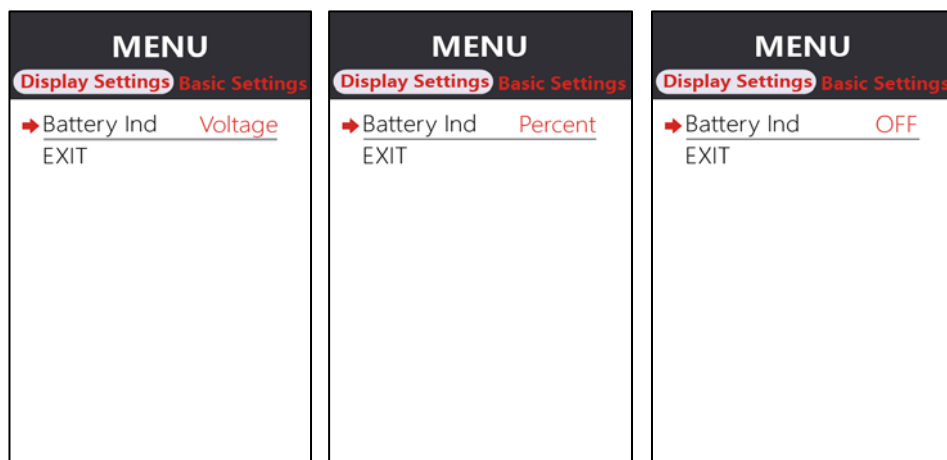 MENU
Display Settings Basic Settings
Battery Ind Voltage
EXIT
MENU
Display Settings Basic Settings
Battery Ind Percent
EXIT
MENU
Display Settings Basic Settings
Battery Ind OFF
EXIT